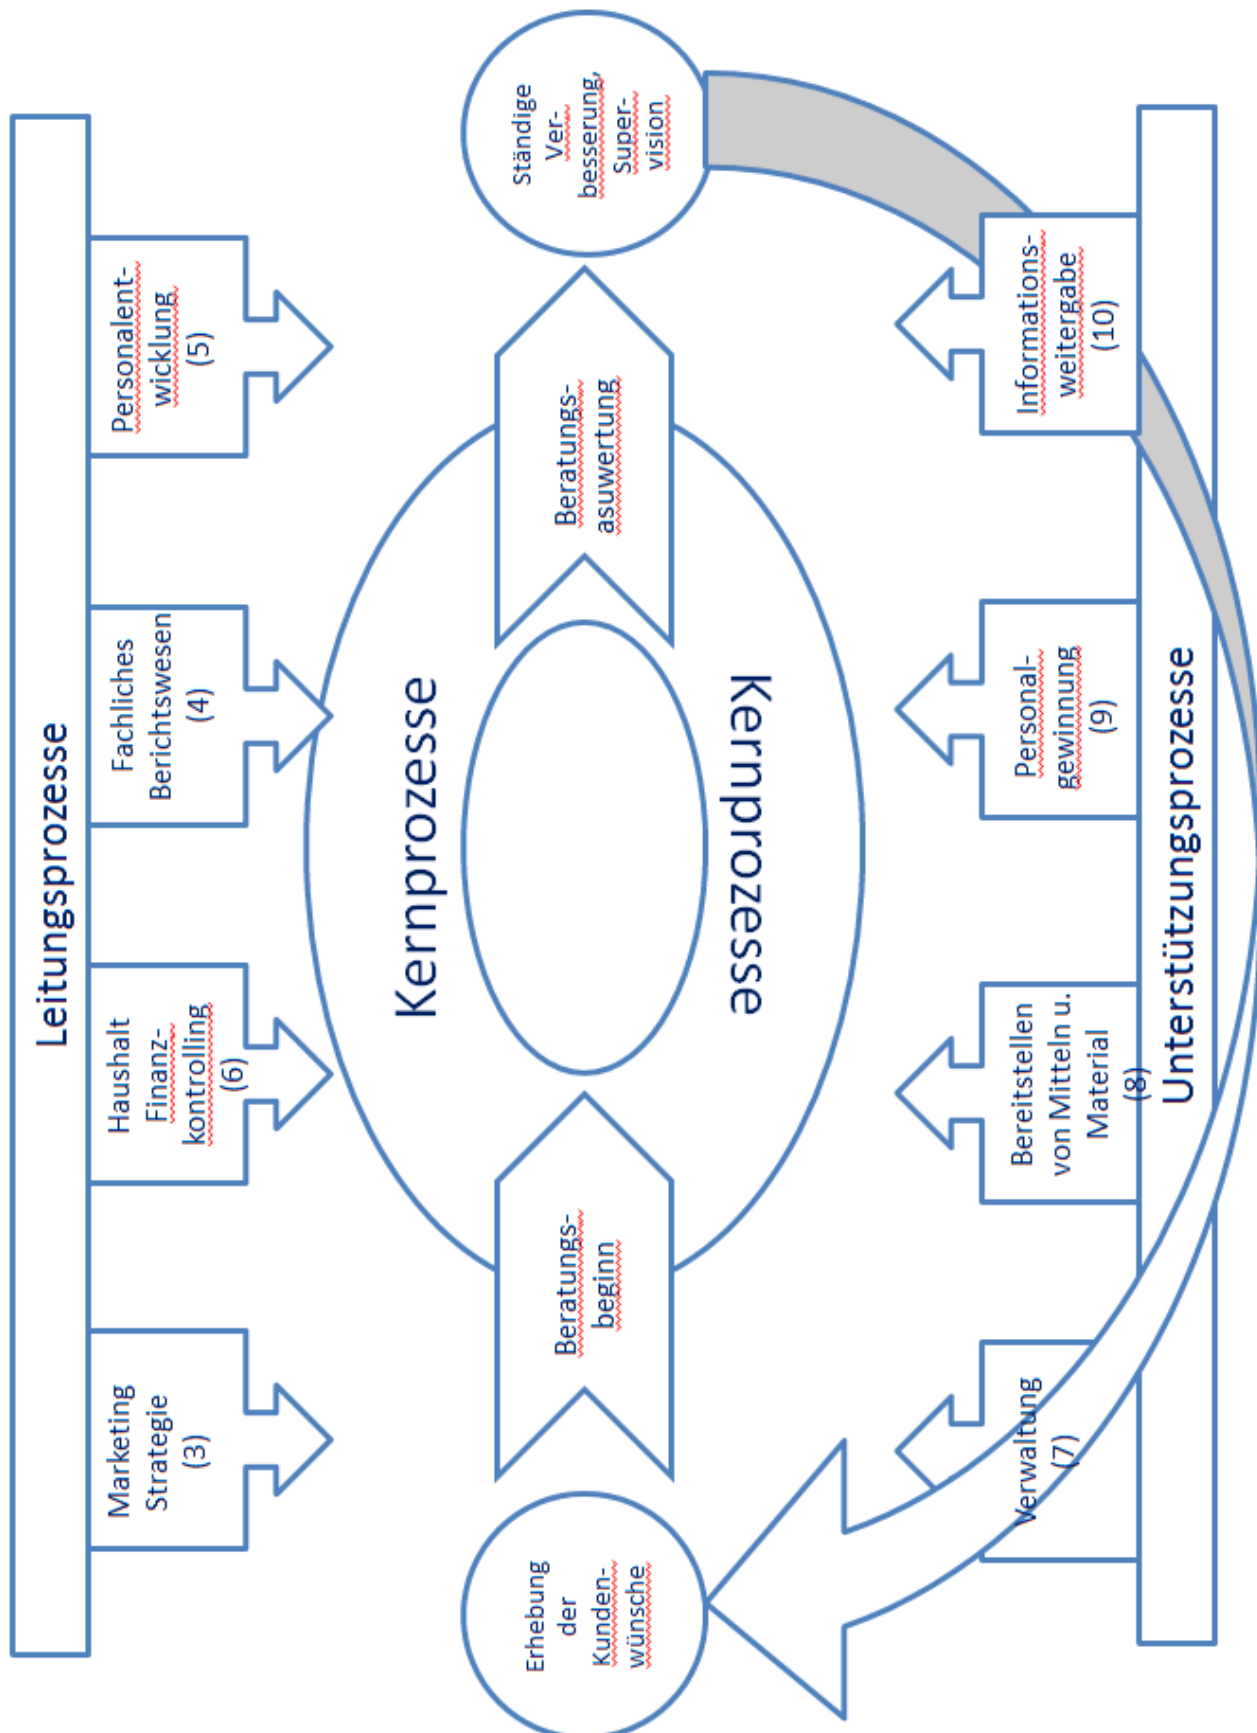 Leitungsprozesse
Marketing
Strategie
(3)
Haushalt
Finanz-
kontrolling
(6)
Fachliches
Berichtswesen
(4)
Personalent-
wicklung
(5)
Kernprozesse
Erhebung
der
Kunden-
wünsche
Beratungs-
beginn
Beratungs-
asuwertung
Ständige
Ver-
besserung,
Super-
vision
Kernprozesse
Verwaltung
(7)
Bereitstellen
von Mitteln u.
Material
(8)
Personal-
gewinnung
(9)
Informations-
weitergabe
(10)
Unterstützungsprozesse